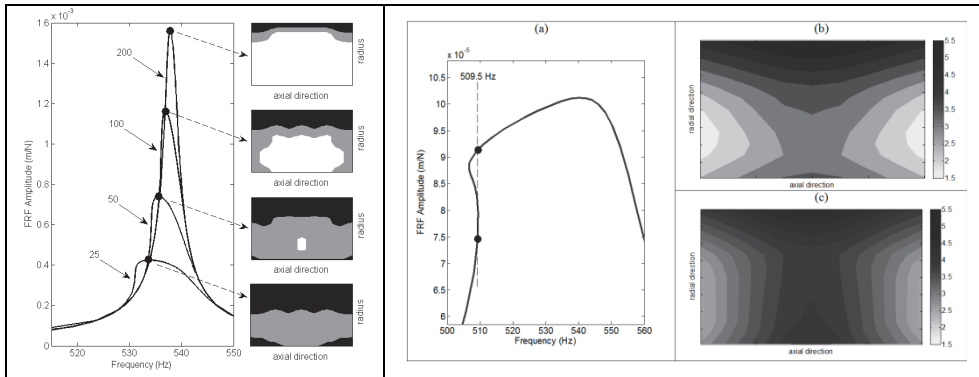 1.6 x 10⁻³
1.4
1.2
1
0.8
0.6
0.4
0.2
0
FRF Amplitude (m/N)
200
100
50
25
520
530
540
550
Frequency (Hz)
radius
axial direction
radius
axial direction
radius
axial direction
radius
axial direction
(a)
x 10⁻⁵
509.5 Hz
10.5
10
9.5
9
8.5
8
7.5
7
6.5
6
FRF Amplitude (m/N)
500
510
520
530
540
550
560
Frequency (Hz)
(b)
radial direction
axial direction
5.5
5
4.5
4
3.5
3
2.5
2
1.5
(c)
radial direction
axial direction
5.5
5
4.5
4
3.5
3
2.5
2
1.5